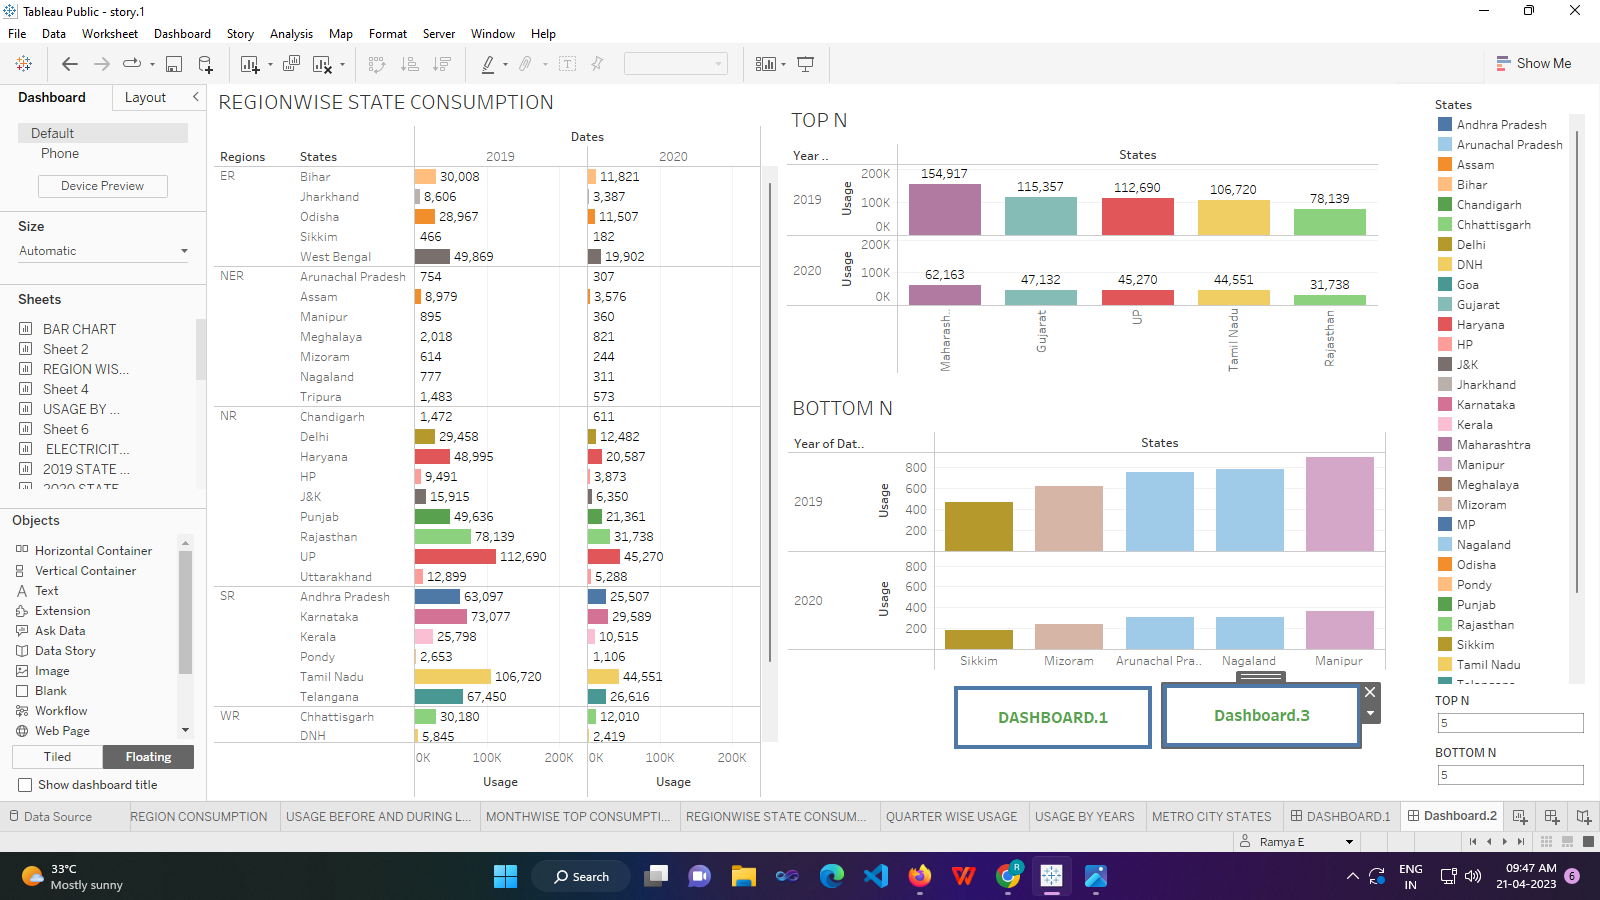 Tableau Public - story.1
File Data Worksheet Dashboard Story Analysis Map Format Server Window Help
Show Me
Dashboard Layout
Default
Phone
Device Preview
Size
Automatic
Sheets
BAR CHART
Sheet 2
REGION WIS...
Sheet 4
USAGE BY ...
Sheet 6
ELECTRICIT...
2019 STATE ...
2020 STATE
Objects
Horizontal Container
Vertical Container
Text
Extension
Ask Data
Data Story
Image
Blank
Workflow
Web Page
Tiled Floating
Show dashboard title
REGIONWISE STATE CONSUMPTION
Dates
Regions States 2019 2020
ER Bihar 30,008 11,821
Jharkhand 8,606 3,387
Odisha 28,967 11,507
Sikkim 466 182
West Bengal 49,869 19,902
NER Arunachal Pradesh 754 307
Assam 8,979 3,576
Manipur 895 360
Meghalaya 2,018 821
Mizoram 614 244
Nagaland 777 311
Tripura 1,483 573
NR Chandigarh 1,472 611
Delhi 29,458 12,482
Haryana 48,995 20,587
HP 9,491 3,873
J&K 15,915 6,350
Punjab 49,636 21,361
Rajasthan 78,139 31,738
UP 112,690 45,270
Uttarakhand 12,899 5,288
SR Andhra Pradesh 63,097 25,507
Karnataka 73,077 29,589
Kerala 25,798 10,515
Pondy 2,653 1,106
Tamil Nadu 106,720 44,551
Telangana 67,450 26,616
WR Chhattisgarh 30,180 12,010
DNH 5,845 2,419
0K 100K 200K 0K 100K 200K
Usage Usage
TOP N
Year .. States
2019 Usage 200K 100K 0K
154,917 115,357 112,690 106,720 78,139
2020 Usage 200K 100K 0K
62,163 47,132 45,270 44,551 31,738
Maharash.. Gujarat UP Tamil Nadu Rajasthan
BOTTOM N
Year of Dat.. States
2019 Usage 800 600 400 200
2020 Usage 800 600 400 200
Sikkim Mizoram Arunachal Pra.. Nagaland Manipur
DASHBOARD.1 Dashboard.3
States
Andhra Pradesh
Arunachal Pradesh
Assam
Bihar
Chandigarh
Chhattisgarh
Delhi
DNH
Goa
Gujarat
Haryana
HP
J&K
Jharkhand
Karnataka
Kerala
Maharashtra
Manipur
Meghalaya
Mizoram
MP
Nagaland
Odisha
Pondy
Punjab
Rajasthan
Sikkim
Tamil Nadu
Telangana
TOP N
5
BOTTOM N
5
Data Source REGION CONSUMPTION USAGE BEFORE AND DURING L... MONTHWISE TOP CONSUMPTI... REGIONWISE STATE CONSUM... QUARTER WISE USAGE USAGE BY YEARS METRO CITY STATES DASHBOARD.1 Dashboard.2
Ramya E
33°C
Mostly sunny
Search
R
ENG
IN
09:47 AM
21-04-2023
6